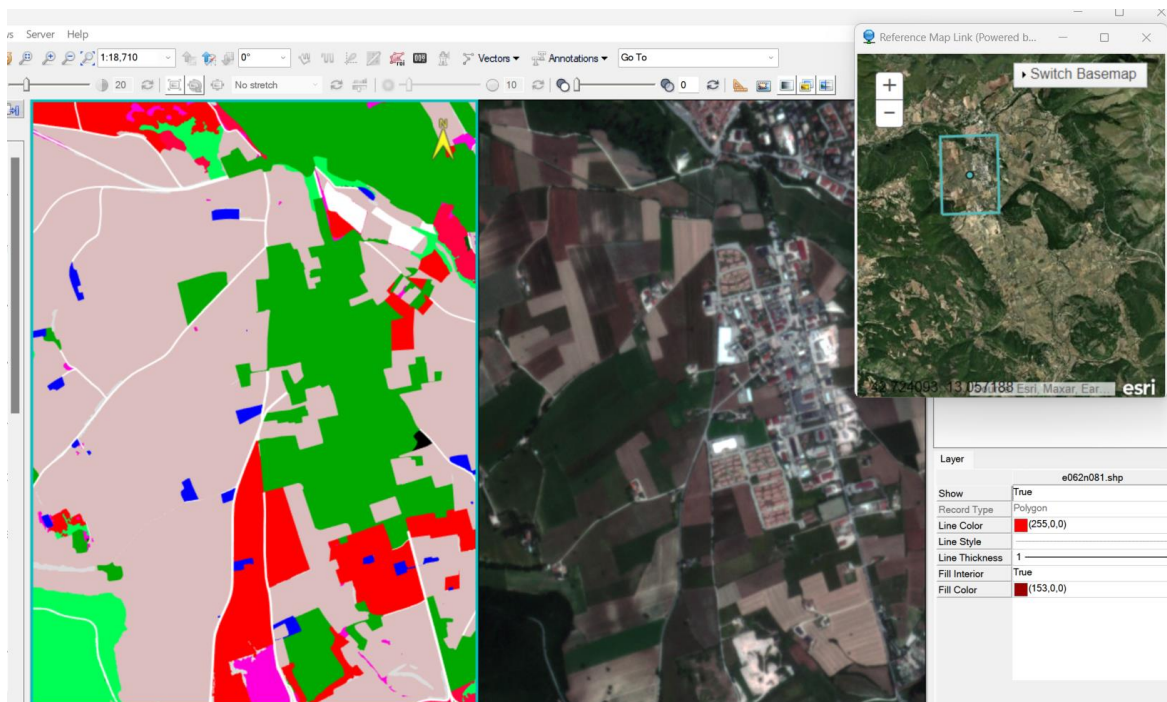 Server Help
1:18,710
0°
Vectors
Annotations
Go To
20
No stretch
10
0
Reference Map Link (Powered b...
+
−
Switch Basemap
N
Esri, Maxar, Ear...
esri
Layer
e062n081.shp
Show True
Record Type Polygon
Line Color (255,0,0)
Line Style
Line Thickness 1
Fill Interior True
Fill Color (153,0,0)